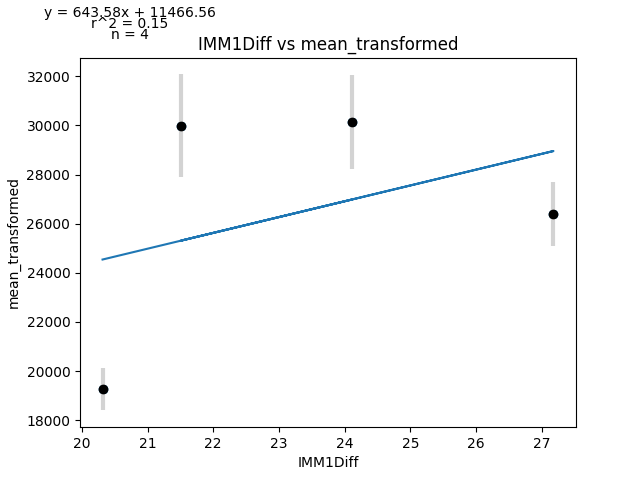 y = 643.58x + 11466.56
r^2 = 0.15
n = 4
IMM1Diff vs mean_transformed
32000
30000
28000
26000
24000
22000
20000
18000
mean_transformed
20 21 22 23 24 25 26 27
IMM1Diff